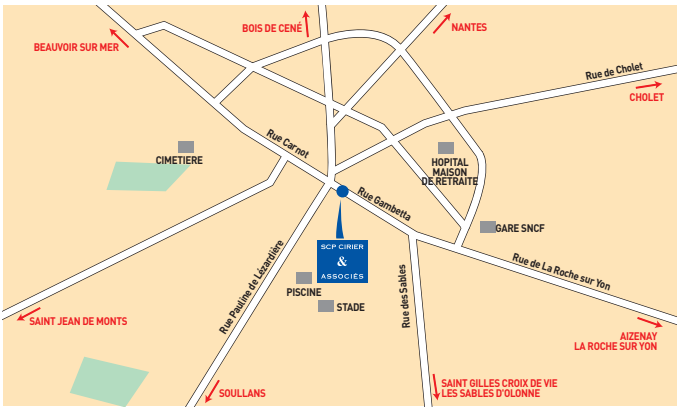 BOIS DE CENÉ
NANTES
BEAUVOIR SUR MER
Rue de Cholet
CHOLET
Rue Carnot
CIMETIERE
HOPITAL
MAISON
DE RETRAITE
Rue Gambetta
GARE SNCF
SCP CIRIER
&
ASSOCIÉS
Rue Pauline de Lézardière
Rue de La Roche sur Yon
PISCINE
STADE
Rue des Sables
SAINT JEAN DE MONTS
AIZENAY
LA ROCHE SUR YON
SOULLANS
SAINT GILLES CROIX DE VIE
LES SABLES D'OLONNE